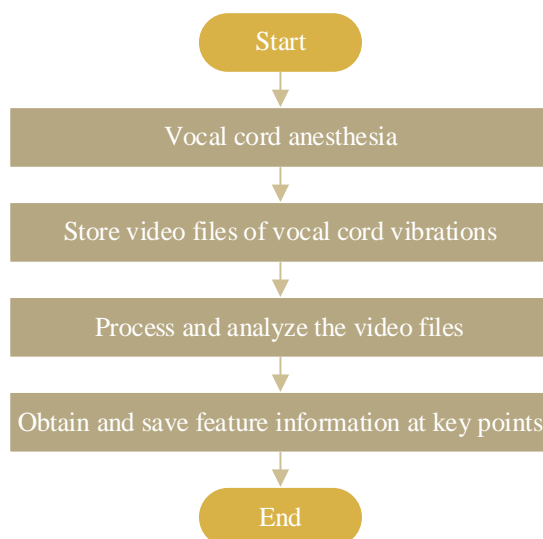 Start
Vocal cord anesthesia
Store video files of vocal cord vibrations
Process and analyze the video files
Obtain and save feature information at key points
End